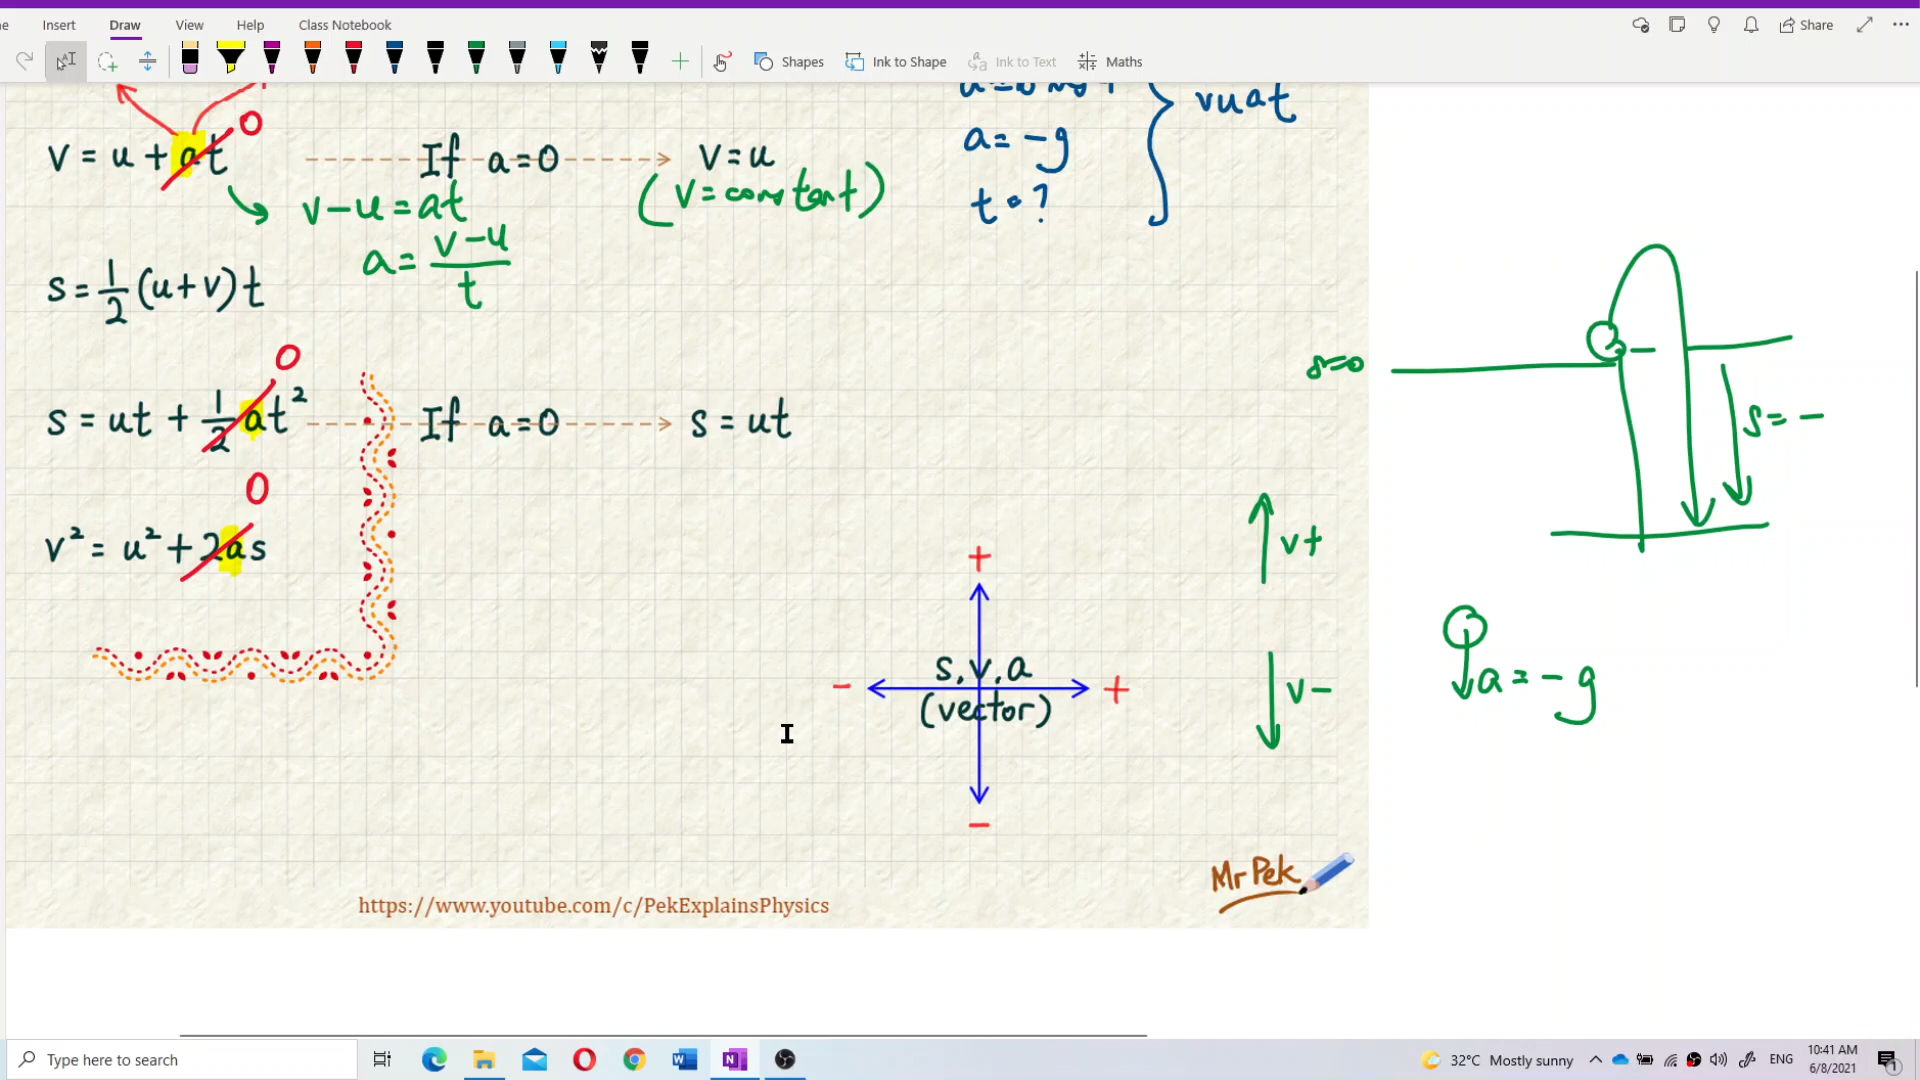 Insert Draw View Help Class Notebook
Share
Shapes Ink to Shape Ink to Text Maths
v = u + at 0
If a=0
v = u
(v = constant)
v - u = at
a = v - u / t
a = -g
t = ?
vuat
s = 1/2 (u + v) t
s = ut + 1/2 at² 0
If a=0
s = ut
v² = u² + 2as 0
s=0
s = -
+
v +
s, v, a
- +
(vector)
v -
-
a = -g
Mr Pek
https://www.youtube.com/c/PekExplainsPhysics
Type here to search
32°C Mostly sunny
ENG
10:41 AM
6/8/2021
1